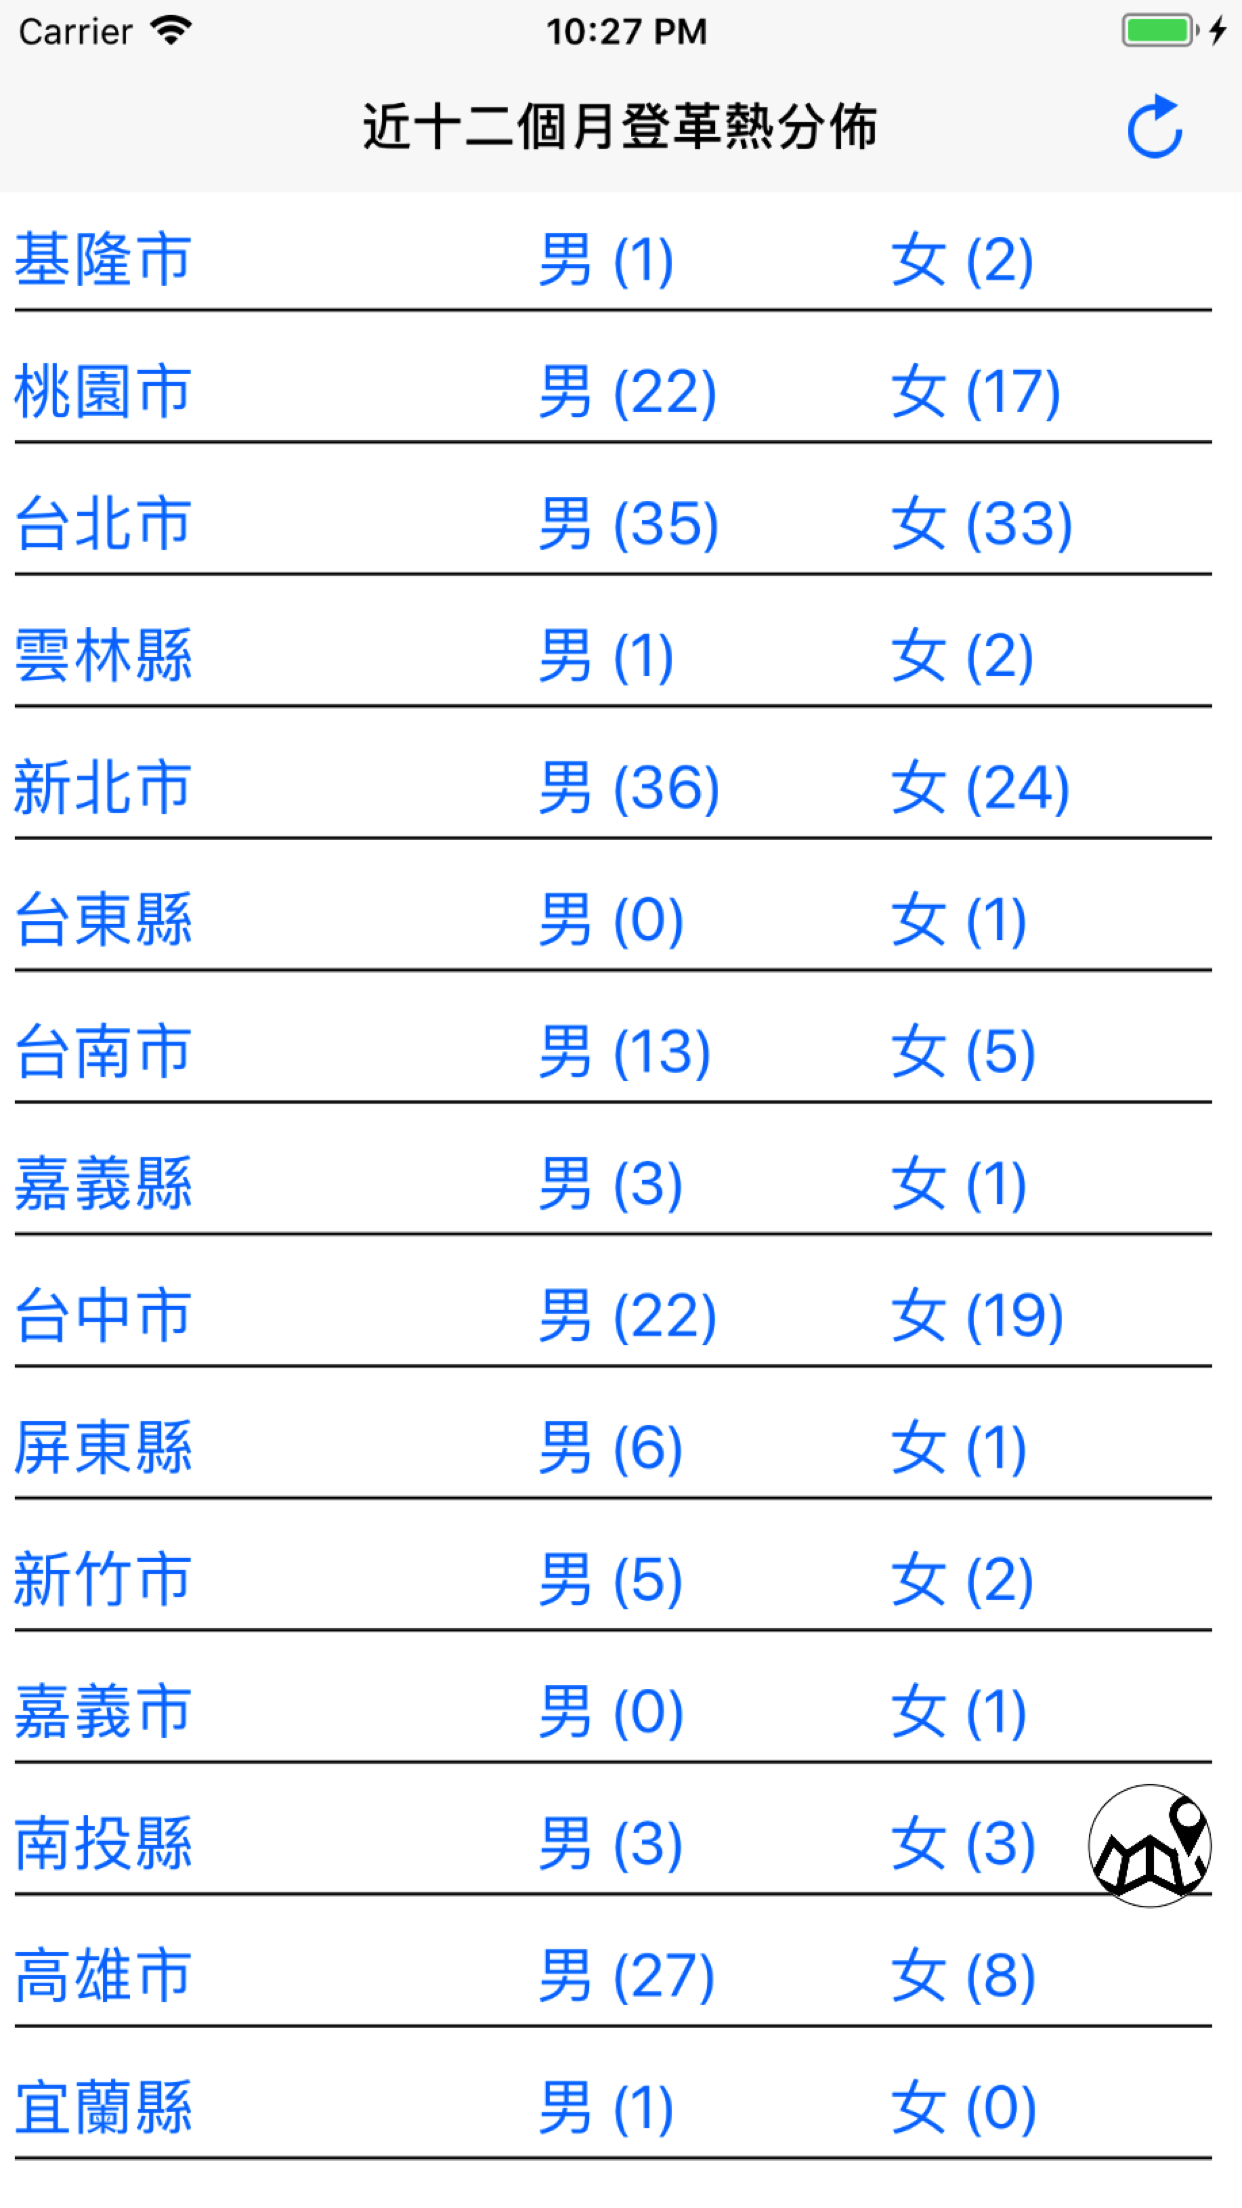 Carrier 10:27 PM
近十二個月登革熱分佈
基隆市 男 (1) 女 (2)
桃園市 男 (22) 女 (17)
台北市 男 (35) 女 (33)
雲林縣 男 (1) 女 (2)
新北市 男 (36) 女 (24)
台東縣 男 (0) 女 (1)
台南市 男 (13) 女 (5)
嘉義縣 男 (3) 女 (1)
台中市 男 (22) 女 (19)
屏東縣 男 (6) 女 (1)
新竹市 男 (5) 女 (2)
嘉義市 男 (0) 女 (1)
南投縣 男 (3) 女 (3)
高雄市 男 (27) 女 (8)
宜蘭縣 男 (1) 女 (0)